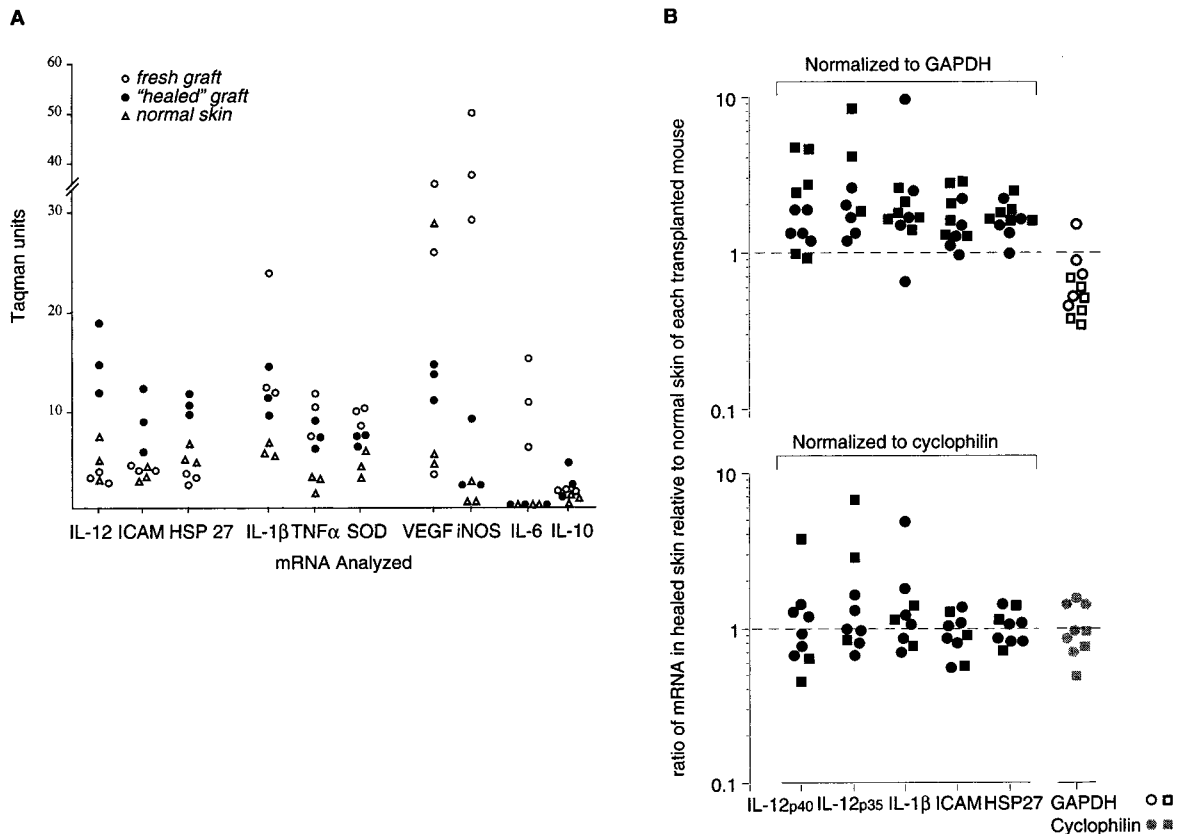 A
60
50
40
30
20
10
Taqman units
fresh graft
"healed" graft
normal skin
IL-12 ICAM HSP 27 IL-1β TNFα SOD VEGF iNOS IL-6 IL-10
mRNA Analyzed
B
ratio of mRNA in healed skin relative to normal skin of each transplanted mouse
Normalized to GAPDH
10
1
0.1
Normalized to cyclophilin
10
1
0.1
IL-12p40 IL-12p35 IL-1β ICAM HSP27 GAPDH
Cyclophilin